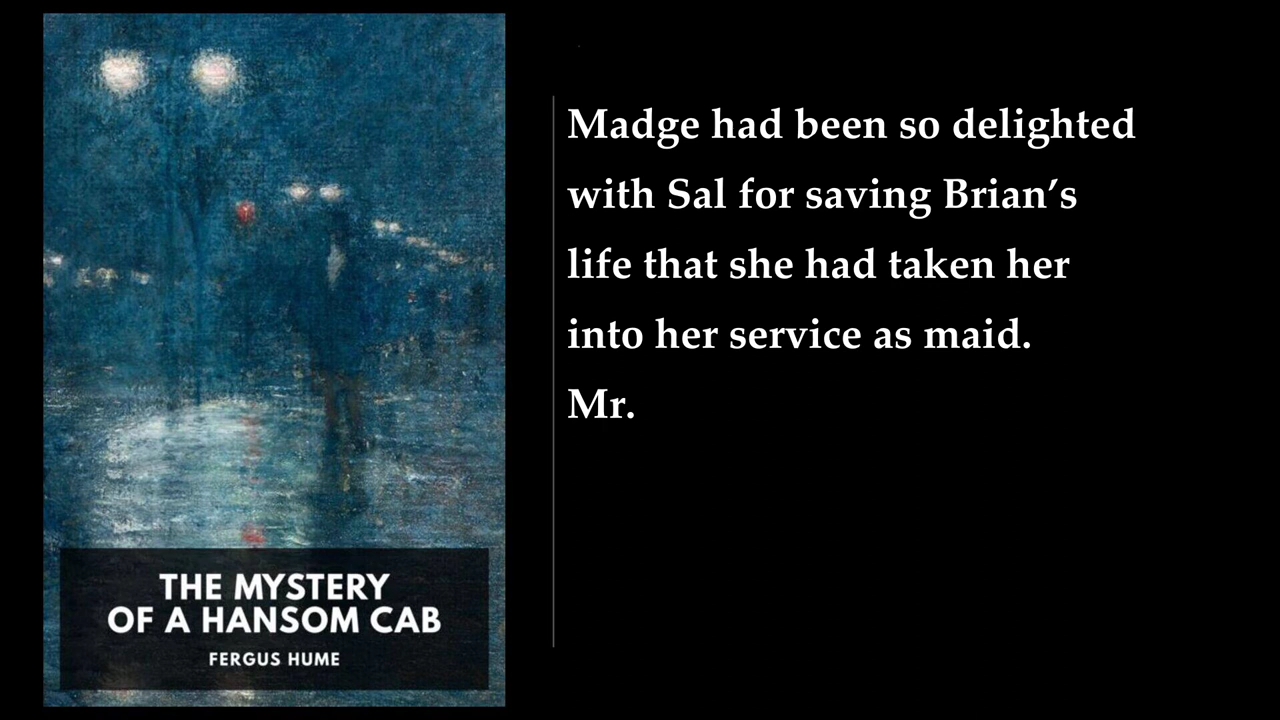 THE MYSTERY
OF A HANSOM CAB
FERGUS HUME
Madge had been so delighted
with Sal for saving Brian’s
life that she had taken her
into her service as maid.
Mr.